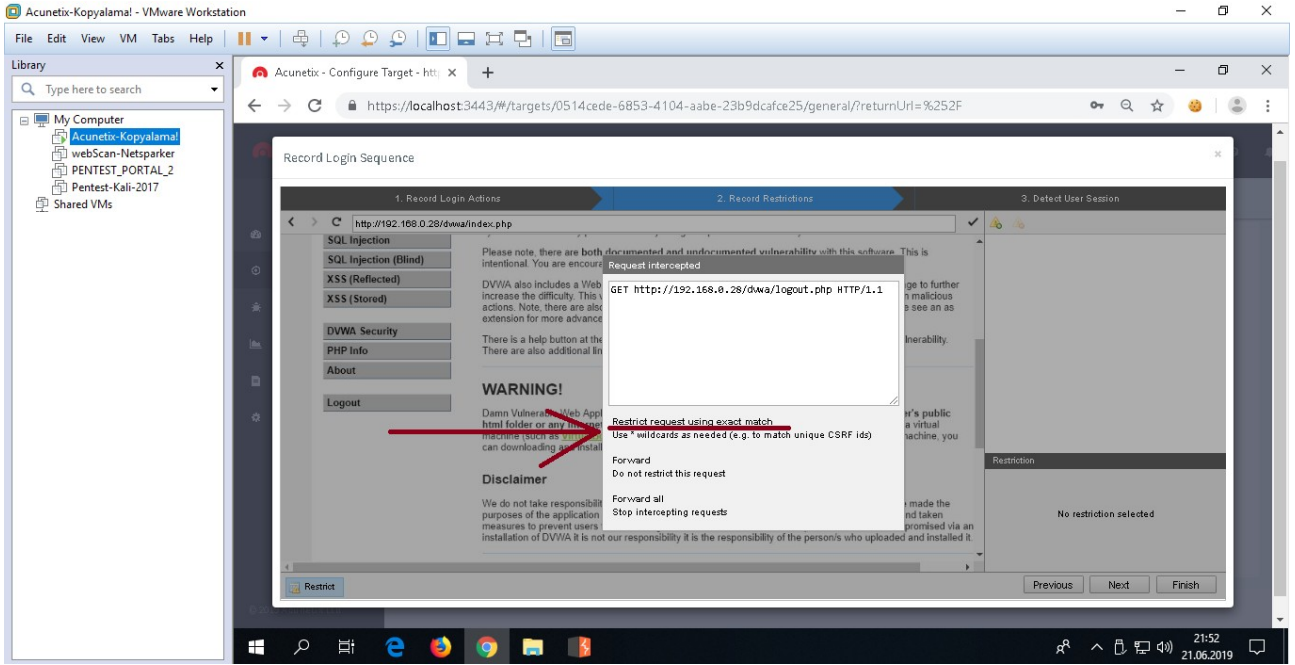 Acunetix-Kopyalama! - VMware Workstation
File Edit View VM Tabs Help
Library
Type here to search
My Computer
Acunetix-Kopyalama!
webScan-Netsparker
PENTEST_PORTAL_2
Pentest-Kali-2017
Shared VMs
Acunetix - Configure Target - htt
https://localhost:3443/#/targets/0514cede-6853-4104-aabe-23b9dcafce25/general/?returnUrl=%252F
Record Login Sequence
1. Record Login Actions
2. Record Restrictions
3. Detect User Session
http://192.168.0.28/dvwa/index.php
SQL Injection
SQL Injection (Blind)
XSS (Reflected)
XSS (Stored)
DVWA Security
PHP Info
About
Logout
Please note, there are both documented and undocumented vulnerability with this software. This is
intentional. You are encoura
DVWA also includes a Web
ge to further
increase the difficulty. This
n malicious
actions. Note, there are also
e see an as
extension for more advance
There is a help button at the
lnerability.
There are also additional lin
WARNING!
Damn Vulnerable Web Appl
er's public
html folder or any
a virtual
machine (such as
machine, you
can downloading and install
Disclaimer
We do not take responsibilit
made the
purposes of the application
nd taken
measures to prevent users
promised via an
installation of DVWA it is not our responsibility it is the responsibility of the person/s who uploaded and installed it.
Request intercepted
GET http://192.168.0.28/dvwa/logout.php HTTP/1.1
Restrict request using exact match
Use * wildcards as needed (e.g. to match unique CSRF ids)
Forward
Do not restrict this request
Forward all
Stop intercepting requests
Restriction
No restriction selected
Restrict
Previous Next Finish
21:52
21.06.2019